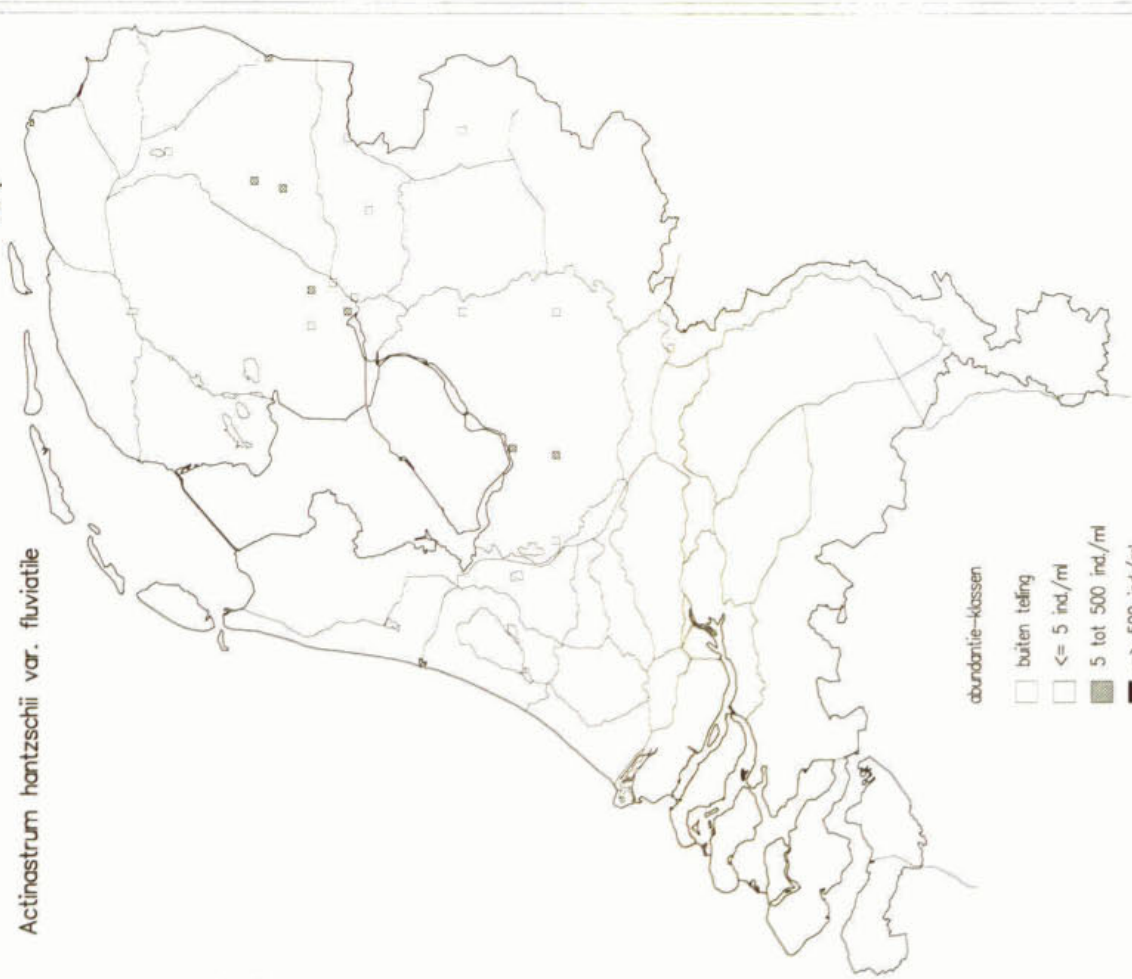 Actinastrum hantzschii var. fluviatile
abundantie-klassen
buiten telling
<= 5 ind./ml
5 tot 500 ind./ml